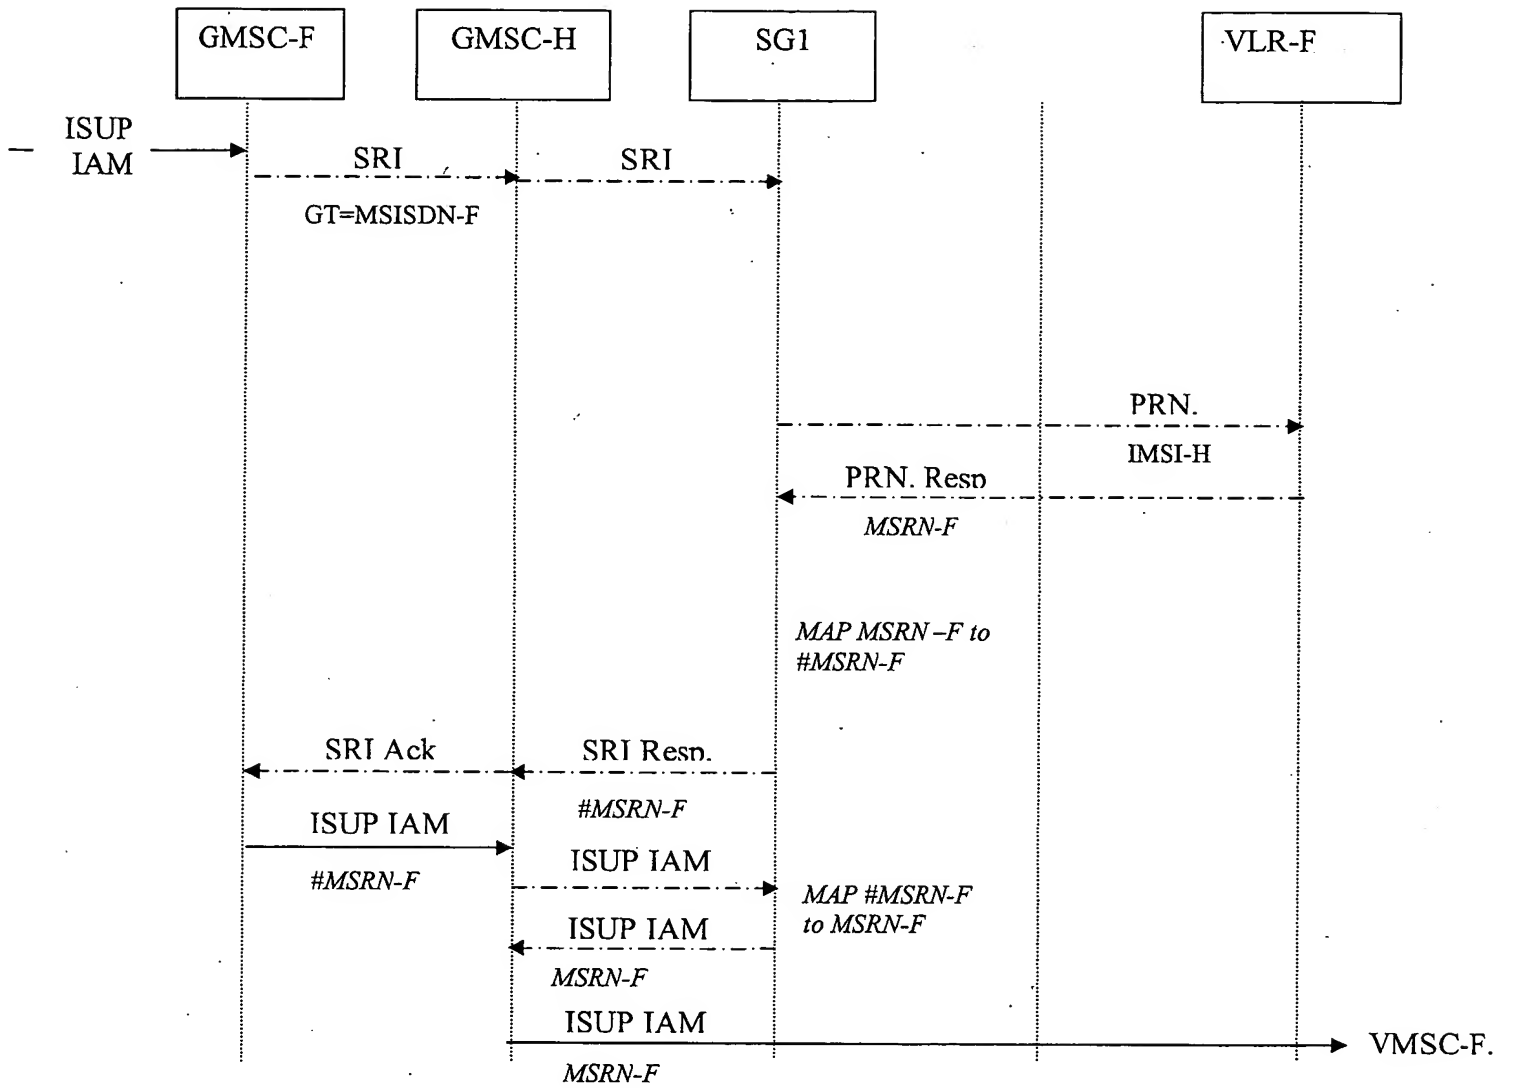 GMSC-F
GMSC-H
SG1
VLR-F
ISUP
IAM
SRI
SRI
GT=MSISDN-F
PRN.
IMSI-H
PRN. Resp
MSRN-F
MAP MSRN –F to
#MSRN-F
SRI Ack
SRI Resp.
#MSRN-F
ISUP IAM
#MSRN-F
ISUP IAM
MAP #MSRN-F
to MSRN-F
ISUP IAM
MSRN-F
ISUP IAM
VMSC-F.
MSRN-F